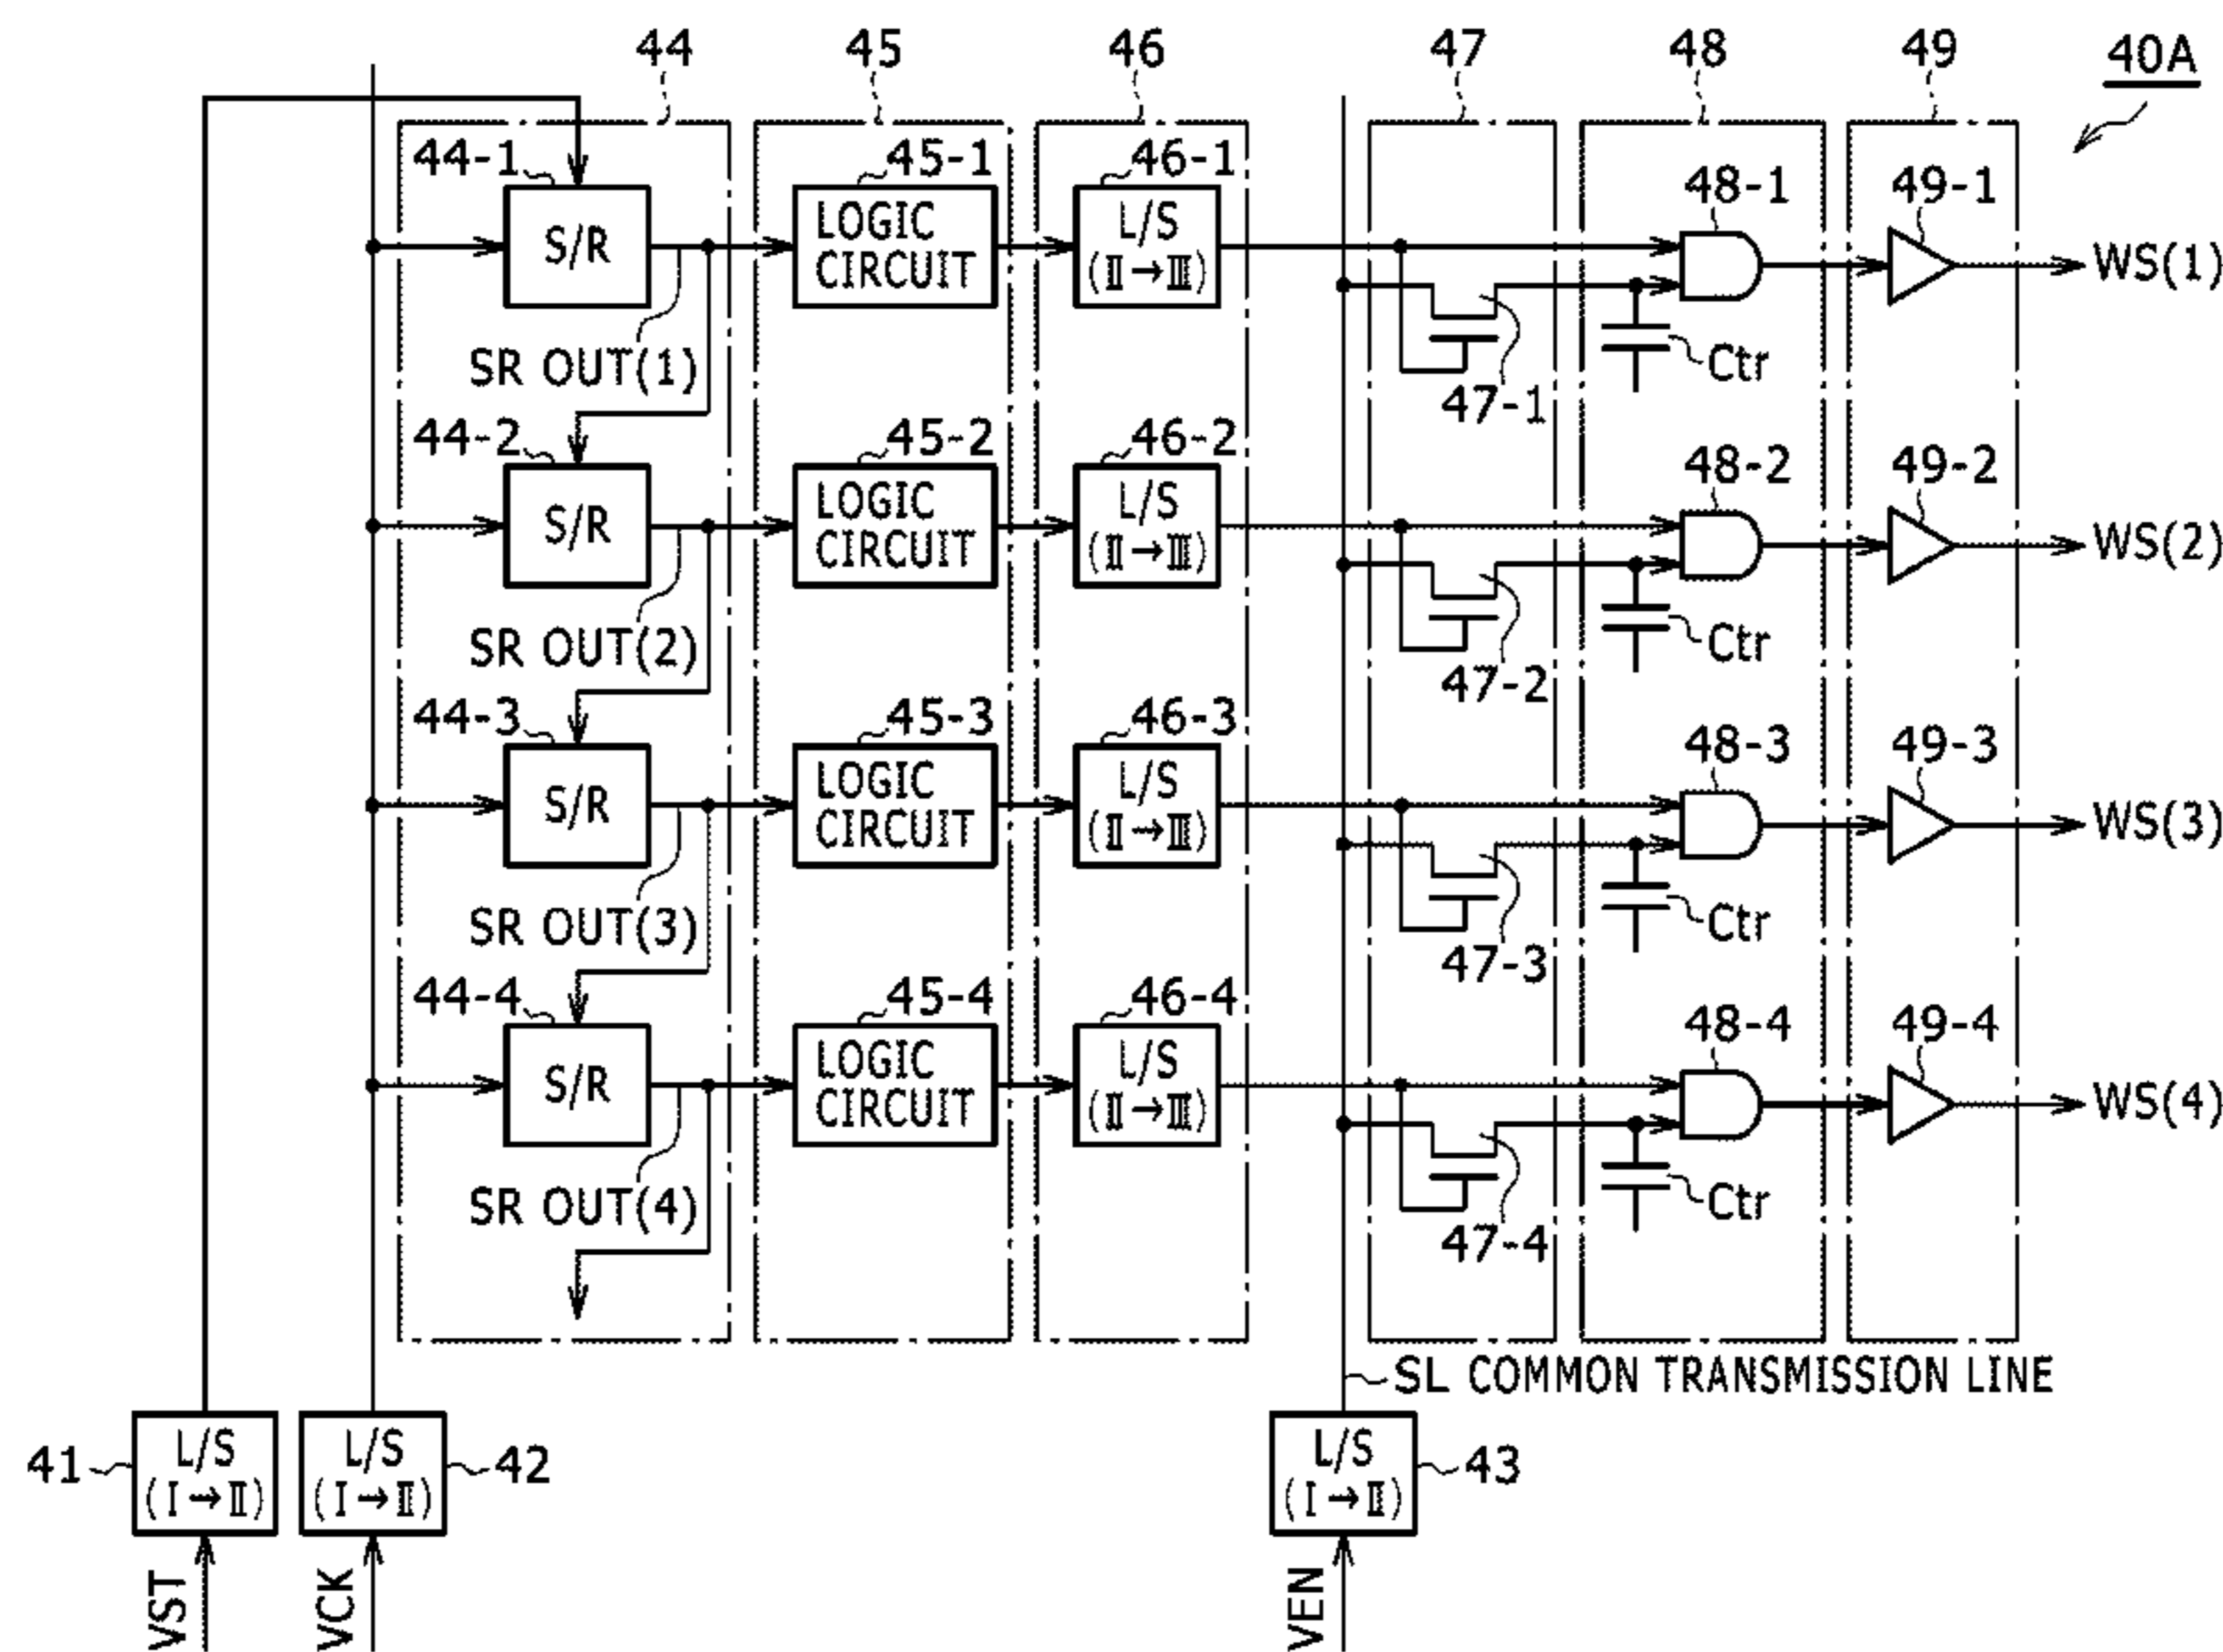 44 45 46 47 48 49 40A
44-1 45-1 46-1 48-1 49-1
S/R LOGIC CIRCUIT L/S (Ⅱ→Ⅲ) WS(1)
SR OUT(1) 47-1 Ctr
44-2 45-2 46-2 48-2 49-2
S/R LOGIC CIRCUIT L/S (Ⅱ→Ⅲ) WS(2)
SR OUT(2) 47-2 Ctr
44-3 45-3 46-3 48-3 49-3
S/R LOGIC CIRCUIT L/S (Ⅱ→Ⅲ) WS(3)
SR OUT(3) 47-3 Ctr
44-4 45-4 46-4 48-4 49-4
S/R LOGIC CIRCUIT L/S (Ⅱ→Ⅲ) WS(4)
SR OUT(4) 47-4 Ctr
SL COMMON TRANSMISSION LINE
41 L/S (Ⅰ→Ⅱ) L/S (Ⅰ→Ⅱ) 42 L/S (Ⅰ→Ⅱ) 43
VST VCK VEN